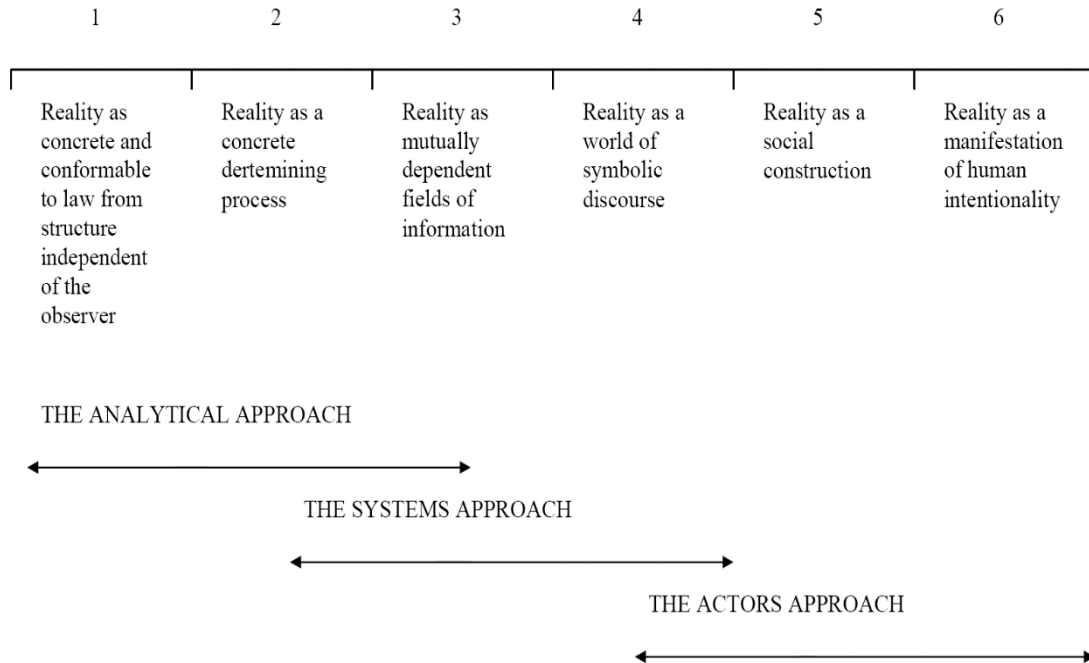 1 2 3 4 5 6
Reality as
concrete and
conformable
to law from
structure
independent
of the
observer
Reality as a
concrete
dertemining
process
Reality as
mutually
dependent
fields of
information
Reality as a
world of
symbolic
discourse
Reality as a
social
construction
Reality as a
manifestation
of human
intentionality
THE ANALYTICAL APPROACH
THE SYSTEMS APPROACH
THE ACTORS APPROACH